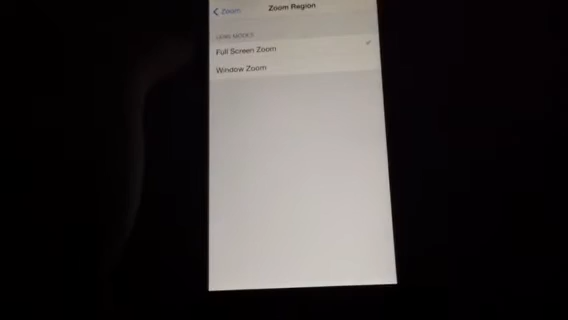 Zoom
Zoom Region
LENS MODES
Full Screen Zoom
Window Zoom